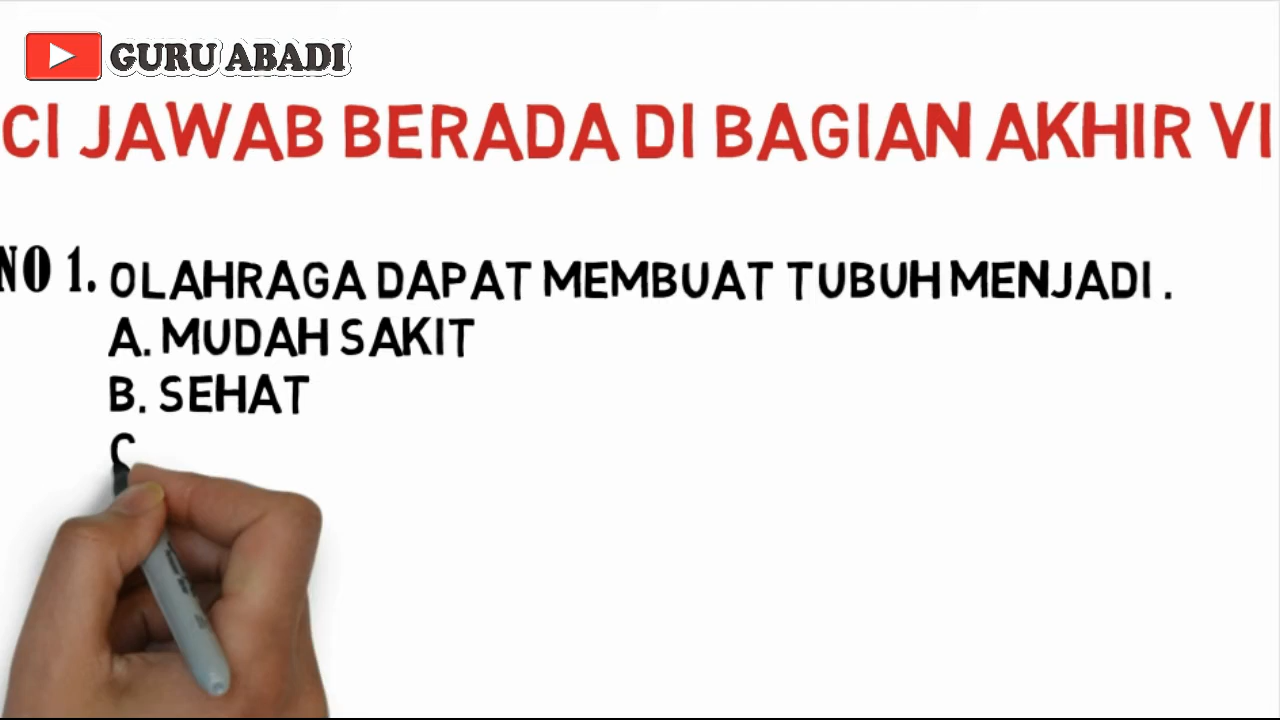 GURU ABADI
CI JAWAB BERADA DI BAGIAN AKHIR VI
NO 1. OLAHRAGA DAPAT MEMBUAT TUBUH MENJADI .
A. MUDAH SAKIT
B. SEHAT
C